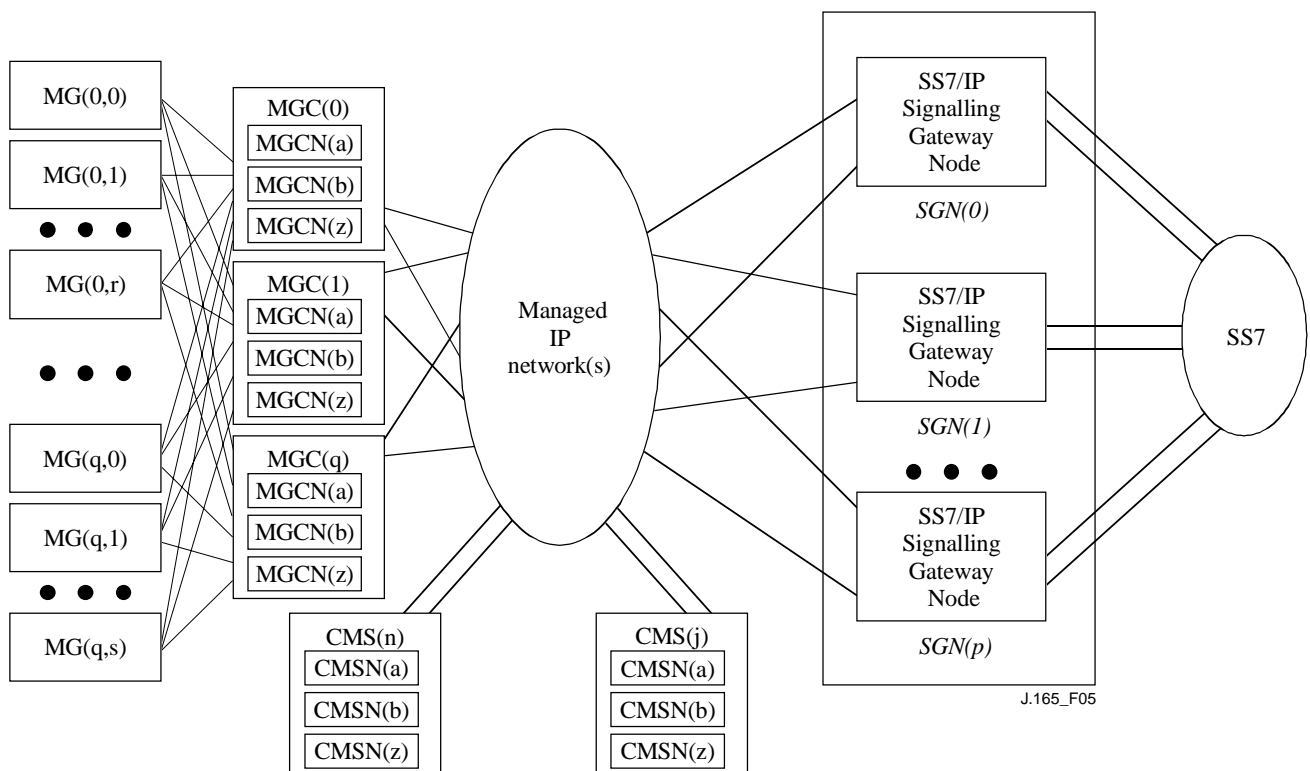 MG(0,0)
MG(0,1)
MG(0,r)
MG(q,0)
MG(q,1)
MG(q,s)
MGC(0)
MGCN(a)
MGCN(b)
MGCN(z)
MGC(1)
MGCN(a)
MGCN(b)
MGCN(z)
MGC(q)
MGCN(a)
MGCN(b)
MGCN(z)
Managed
IP
network(s)
CMS(n)
CMSN(a)
CMSN(b)
CMSN(z)
CMS(j)
CMSN(a)
CMSN(b)
CMSN(z)
SS7/IP
Signalling
Gateway
Node
SGN(0)
SS7/IP
Signalling
Gateway
Node
SGN(1)
SS7/IP
Signalling
Gateway
Node
SGN(p)
SS7
J.165_F05